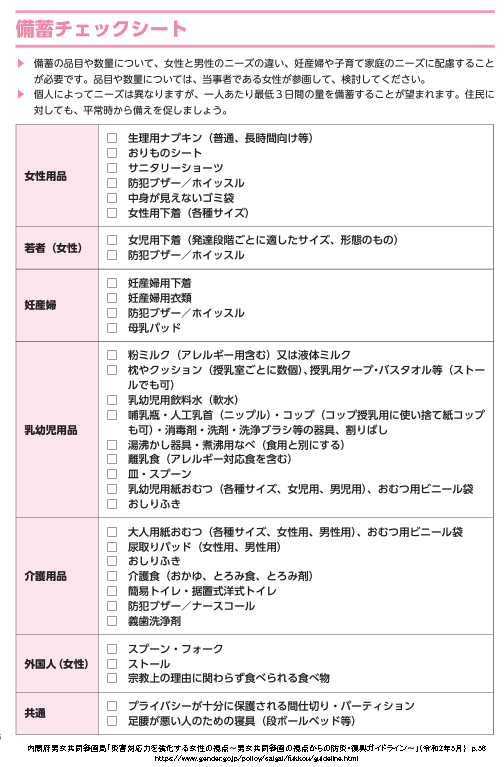 備蓄チェックシート
▶ 備蓄の品目や数量について、女性と男性のニーズの違い、妊産婦や子育て家庭のニーズに配慮すること
が必要です。品目や数量については、当事者である女性が参画して、検討してください。
▶ 個人によってニーズは異なりますが、一人あたり最低３日間の量を備蓄することが望まれます。住民に
対しても、平常時から備えを促しましょう。
女性用品
□ 生理用ナプキン（普通、長時間向け等）
□ おりものシート
□ サニタリーショーツ
□ 防犯ブザー／ホイッスル
□ 中身が見えないゴミ袋
□ 女性用下着（各種サイズ）
若者（女性）
□ 女児用下着（発達段階ごとに適したサイズ、形態のもの）
□ 防犯ブザー／ホイッスル
妊産婦
□ 妊産婦用下着
□ 妊産婦用衣類
□ 防犯ブザー／ホイッスル
□ 母乳パッド
乳幼児用品
□ 粉ミルク（アレルギー用含む）又は液体ミルク
□ 枕やクッション（授乳室ごとに数個）、授乳用ケープ・バスタオル等（ストー
ルでも可）
□ 乳幼児用飲料水（軟水）
□ 哺乳瓶・人工乳首（ニップル）・コップ（コップ授乳用に使い捨て紙コップ
も可）・消毒剤・洗剤・洗浄ブラシ等の器具、割りばし
□ 湯沸かし器具・煮沸用なべ（食用と別にする）
□ 離乳食（アレルギー対応食を含む）
□ 皿・スプーン
□ 乳幼児用紙おむつ（各種サイズ、女児用、男児用）、おむつ用ビニール袋
□ おしりふき
介護用品
□ 大人用紙おむつ（各種サイズ、女性用、男性用）、おむつ用ビニール袋
□ 尿取りパッド（女性用、男性用）
□ おしりふき
□ 介護食（おかゆ、とろみ食、とろみ剤）
□ 簡易トイレ・据置式洋式トイレ
□ 防犯ブザー／ナースコール
□ 義歯洗浄剤
外国人（女性）
□ スプーン・フォーク
□ ストール
□ 宗教上の理由に関わらず食べられる食べ物
共通
□ プライバシーが十分に保護される間仕切り・パーティション
□ 足腰が悪い人のための寝具（段ボールベッド等）
内閣府男女共同参画局「災害対応力を強化する女性の視点～男女共同参画の視点からの防災・復興ガイドライン～」（令和2年5月） p.56
https://www.gender.go.jp/policy/saigai/fukkou/guideline.html